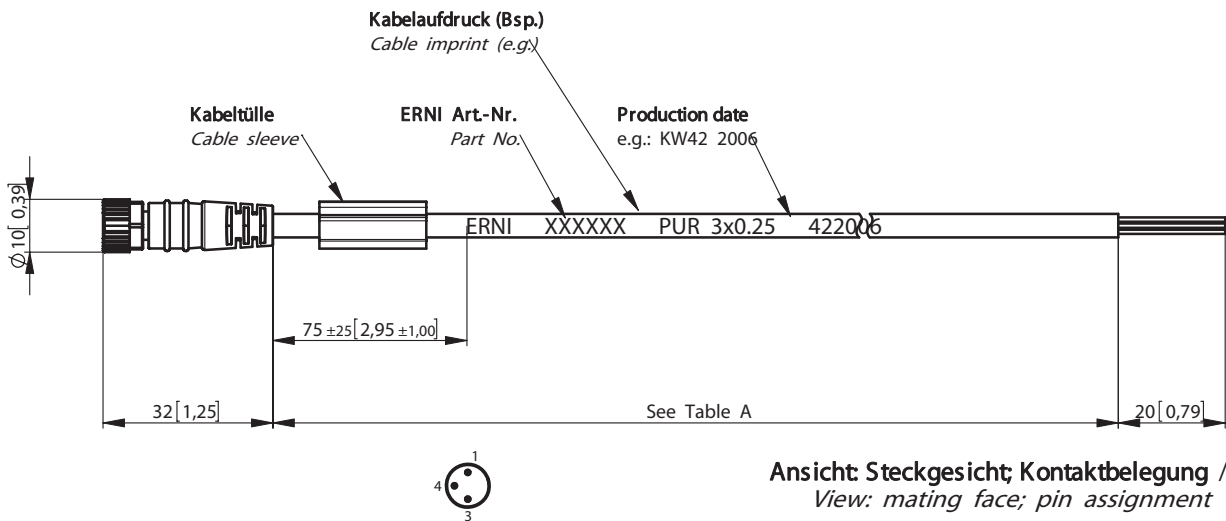 Kabelaufdruck (Bsp.)
Cable imprint (e.g.)
Kabeltülle
Cable sleeve
ERNI Art.-Nr.
Part No.
Production date
e.g.: KW42 2006
∅10[0,39]
ERNI XXXXXX PUR 3x0.25 422006
75 ±25[2,95 ±1,00]
32[1,25]
See Table A
20[0,79]
1
4
3
Ansicht: Steckgesicht; Kontaktbelegung /
View: mating face; pin assignment